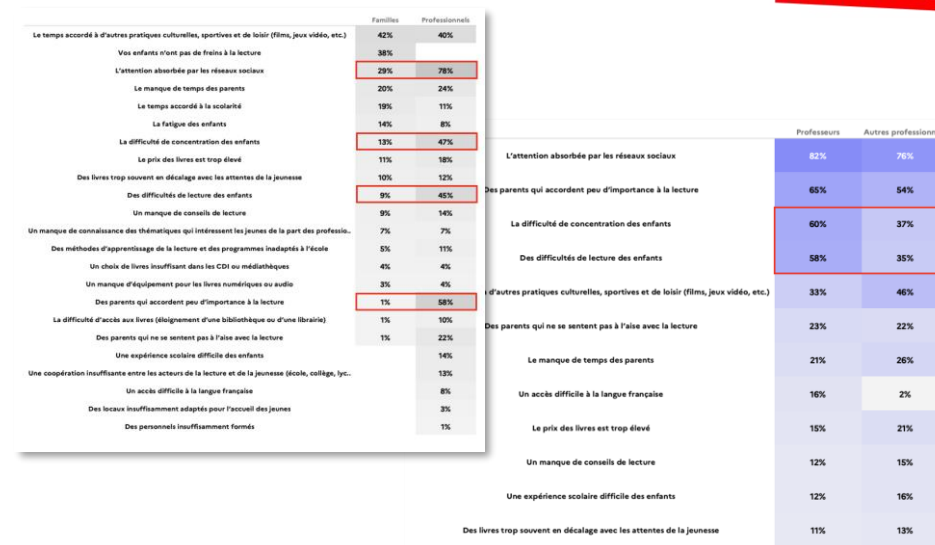 Familles Professionnels
Le temps accordé à d'autres pratiques culturelles, sportives et de loisir (films, jeux vidéo, etc.) 42% 40%
Vos enfants n'ont pas de freins à la lecture 38%
L'attention absorbée par les réseaux sociaux 29% 78%
Le manque de temps des parents 20% 24%
Le temps accordé à la scolarité 19% 11%
La fatigue des enfants 14% 8%
La difficulté de concentration des enfants 13% 47%
Le prix des livres est trop élevé 11% 18%
Des livres trop souvent en décalage avec les attentes de la jeunesse 10% 12%
Des difficultés de lecture des enfants 9% 45%
Un manque de conseils de lecture 9% 14%
Un manque de connaissance des thématiques qui intéressent les jeunes de la part des professio.. 7% 7%
Des méthodes d'apprentissage de la lecture et des programmes inadaptés à l'école 5% 11%
Un choix de livres insuffisant dans les CDI ou médiathèques 4% 4%
Un manque d'équipement pour les livres numériques ou audio 3% 4%
Des parents qui accordent peu d'importance à la lecture 1% 58%
La difficulté d'accès aux livres (éloignement d'une bibliothèque ou d'une librairie) 1% 10%
Des parents qui ne se sentent pas à l'aise avec la lecture 1% 22%
Une expérience scolaire difficile des enfants 14%
Une coopération insuffisante entre les acteurs de la lecture et de la jeunesse (école, collège, lyc.. 13%
Un accès difficile à la langue française 8%
Des locaux insuffisamment adaptés pour l'accueil des jeunes 3%
Des personnels insuffisamment formés 1%
Professeurs Autres professionn
L'attention absorbée par les réseaux sociaux 82% 76%
Des parents qui accordent peu d'importance à la lecture 65% 54%
La difficulté de concentration des enfants 60% 37%
Des difficultés de lecture des enfants 58% 35%
d'autres pratiques culturelles, sportives et de loisir (films, jeux vidéo, etc.) 33% 46%
Des parents qui ne se sentent pas à l'aise avec la lecture 23% 22%
Le manque de temps des parents 21% 26%
Un accès difficile à la langue française 16% 2%
Le prix des livres est trop élevé 15% 21%
Un manque de conseils de lecture 12% 15%
Une expérience scolaire difficile des enfants 12% 16%
Des livres trop souvent en décalage avec les attentes de la jeunesse 11% 13%